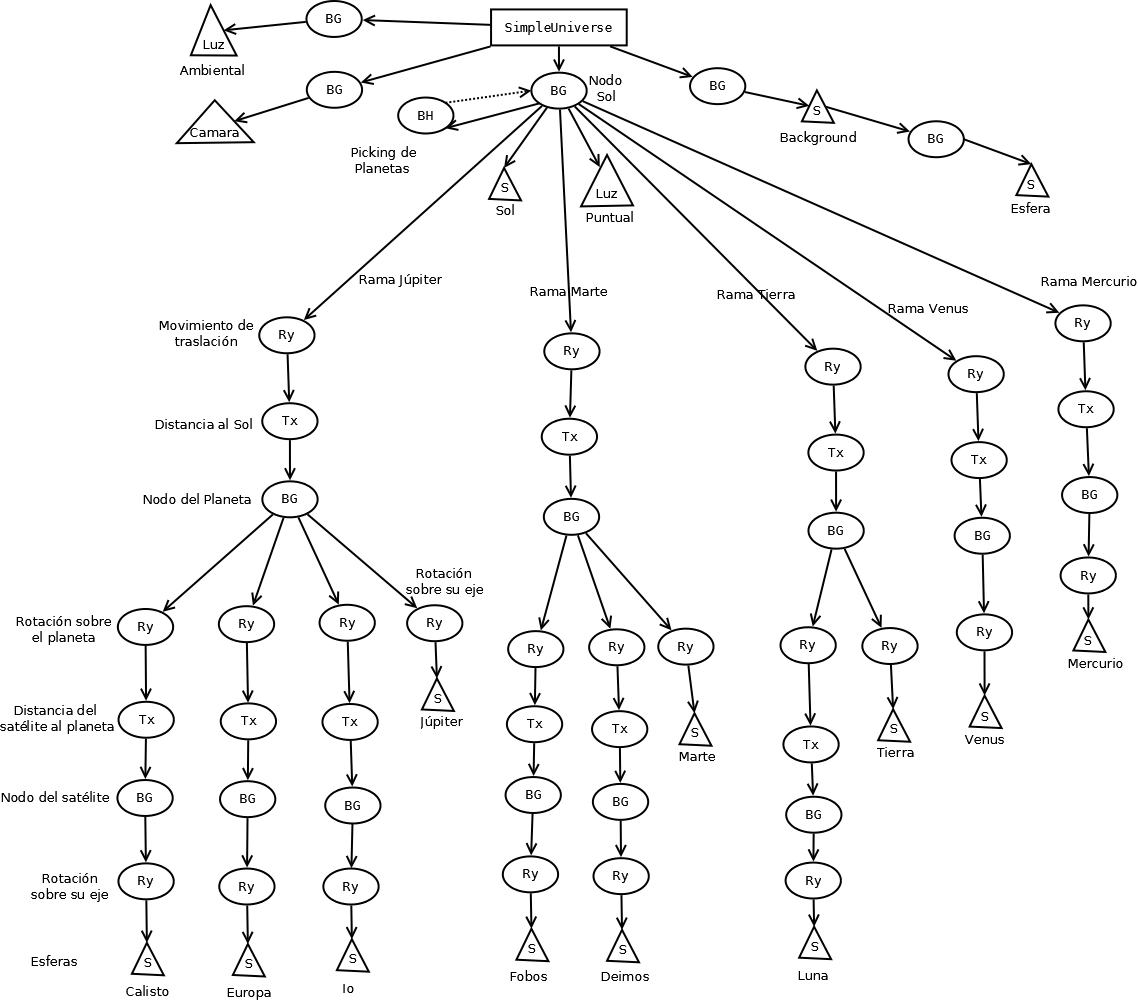 SimpleUniverse
BG
Luz
Ambiental
BG
Camara
BG
Nodo
Sol
BG
S
Background
BG
S
Esfera
BH
Picking de
Planetas
S
Sol
Luz
Puntual
Rama Júpiter
Rama Marte
Rama Tierra
Rama Venus
Rama Mercurio
Movimiento de
traslación
Ry
Ry
Ry
Ry
Ry
Distancia al Sol
Tx
Tx
Tx
Tx
Tx
Nodo del Planeta
BG
BG
BG
BG
BG
Rotación
sobre su eje
Rotación sobre
el planeta
Ry
Ry
Ry
Ry
Ry
Ry
Ry
Ry
Ry
Ry
Ry
S
Júpiter
S
Marte
S
Tierra
S
Venus
S
Mercurio
Distancia del
satélite al planeta
Tx
Tx
Tx
Tx
Tx
Tx
Nodo del satélite
BG
BG
BG
BG
BG
BG
Rotación
sobre su eje
Ry
Ry
Ry
Ry
Ry
Ry
Esferas
S
S
S
S
S
S
Calisto
Europa
Io
Fobos
Deimos
Luna